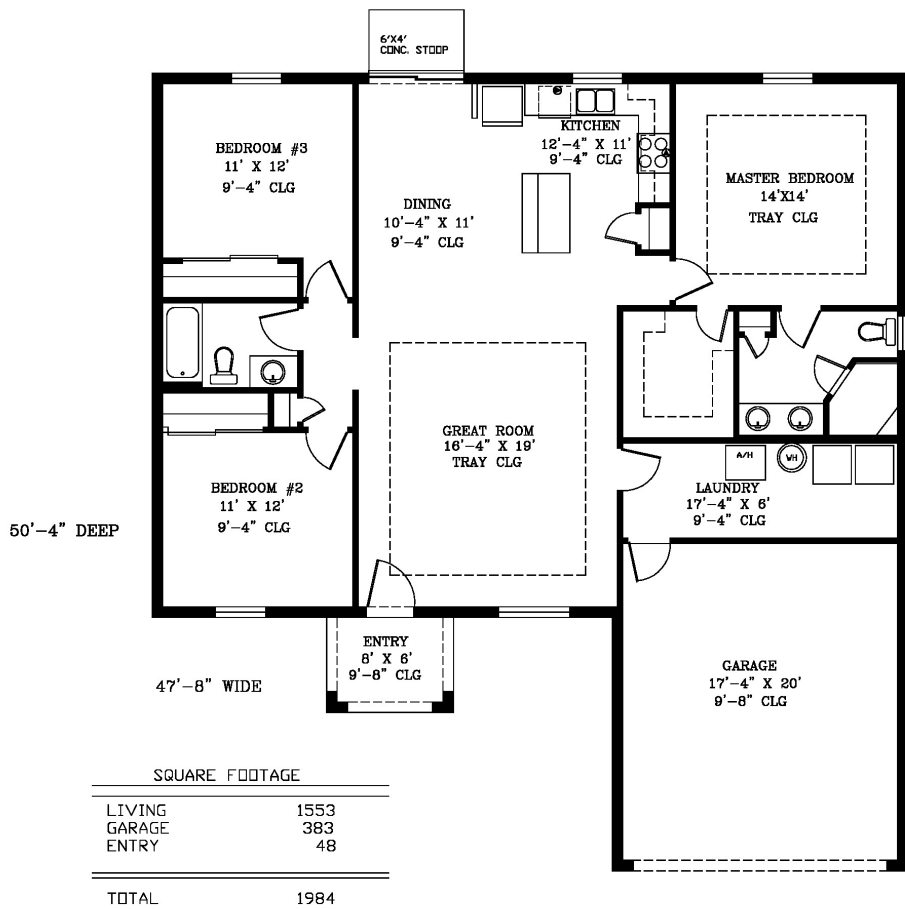 6'X4'
CONC. STOOP
BEDROOM #3
11' X 12'
9'-4" CLG
KITCHEN
12'-4" X 11'
9'-4" CLG
MASTER BEDROOM
14'X14'
TRAY CLG
DINING
10'-4" X 11'
9'-4" CLG
GREAT ROOM
16'-4" X 19'
TRAY CLG
A/H
WH
BEDROOM #2
11' X 12'
9'-4" CLG
LAUNDRY
17'-4" X 6'
9'-4" CLG
50'-4" DEEP
ENTRY
8' X 6'
9'-8" CLG
GARAGE
17'-4" X 20'
9'-8" CLG
47'-8" WIDE
SQUARE FOOTAGE
LIVING 1553
GARAGE 383
ENTRY 48
TOTAL 1984